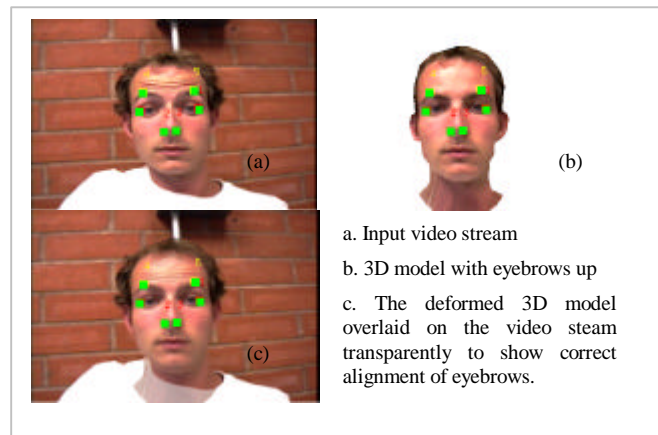 (a)
(b)
a. Input video stream
b. 3D model with eyebrows up
c. The deformed 3D model
overlaid on the video steam
transparently to show correct
alignment of eyebrows.
(c)